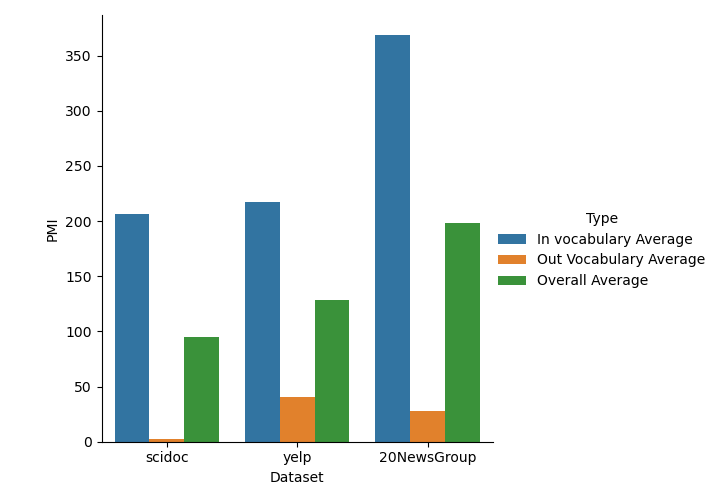 350
300
250
200
150
100
50
0
PMI
scidoc
yelp
20NewsGroup
Dataset
Type
In vocabulary Average
Out Vocabulary Average
Overall Average